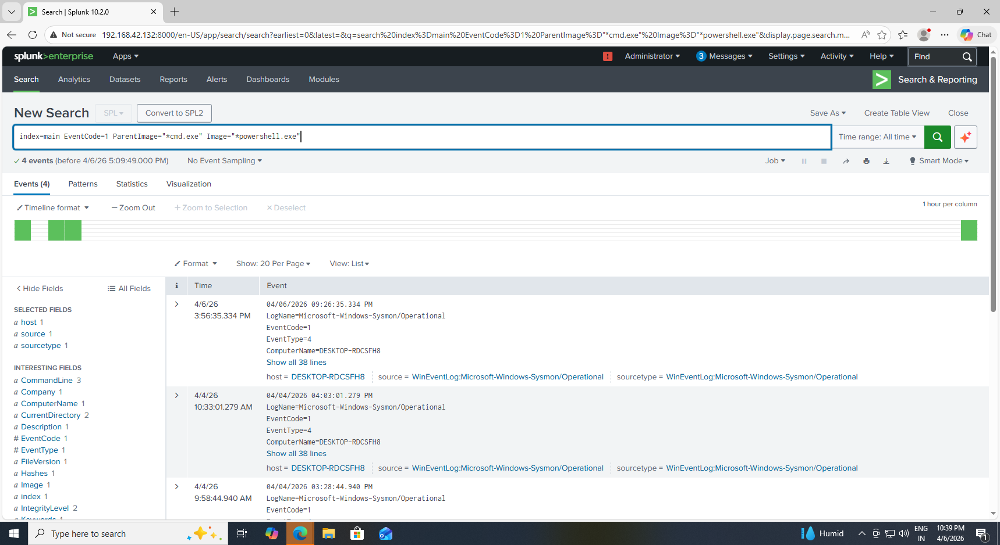 Search | Splunk 10.2.0
Not secure 192.168.42.132:8000/en-US/app/search/search?earliest=0&latest=&q=search%20index%3Dmain%20EventCode%3D1%20ParentImage%3D"*cmd.exe"%20Image%3D"*powershell.exe"&display.page.search.m... Chat
splunk>enterprise Apps ! Administrator 3 Messages Settings Activity Help Find
Search Analytics Datasets Reports Alerts Dashboards Modules Search & Reporting
New Search SPL Convert to SPL2 Save As Create Table View Close
index=main EventCode=1 ParentImage="*cmd.exe" Image="*powershell.exe" Time range: All time
4 events (before 4/6/26 5:09:49.000 PM) No Event Sampling Job Smart Mode
Events (4) Patterns Statistics Visualization
Timeline format — Zoom Out + Zoom to Selection × Deselect 1 hour per column
Format Show: 20 Per Page View: List
< Hide Fields All Fields i Time Event
SELECTED FIELDS
a host 1
a source 1
a sourcetype 1
INTERESTING FIELDS
a CommandLine 3
a Company 1
a ComputerName 1
a CurrentDirectory 2
a Description 1
# EventCode 1
# EventType 1
a FileVersion 1
a Hashes 1
a Image 1
a index 1
a IntegrityLevel 2
a Keywords 1
4/6/26
3:56:35.334 PM
04/06/2026 09:26:35.334 PM
LogName=Microsoft-Windows-Sysmon/Operational
EventCode=1
EventType=4
ComputerName=DESKTOP-RDCSFH8
Show all 38 lines
host = DESKTOP-RDCSFH8 source = WinEventLog:Microsoft-Windows-Sysmon/Operational sourcetype = WinEventLog:Microsoft-Windows-Sysmon/Operational
4/4/26
10:33:01.279 AM
04/04/2026 04:03:01.279 PM
LogName=Microsoft-Windows-Sysmon/Operational
EventCode=1
EventType=4
ComputerName=DESKTOP-RDCSFH8
Show all 38 lines
host = DESKTOP-RDCSFH8 source = WinEventLog:Microsoft-Windows-Sysmon/Operational sourcetype = WinEventLog:Microsoft-Windows-Sysmon/Operational
4/4/26
9:58:44.940 AM
04/04/2026 03:28:44.940 PM
LogName=Microsoft-Windows-Sysmon/Operational
EventCode=1
Type here to search Humid ENG 10:39 PM
IN 4/6/2026 1